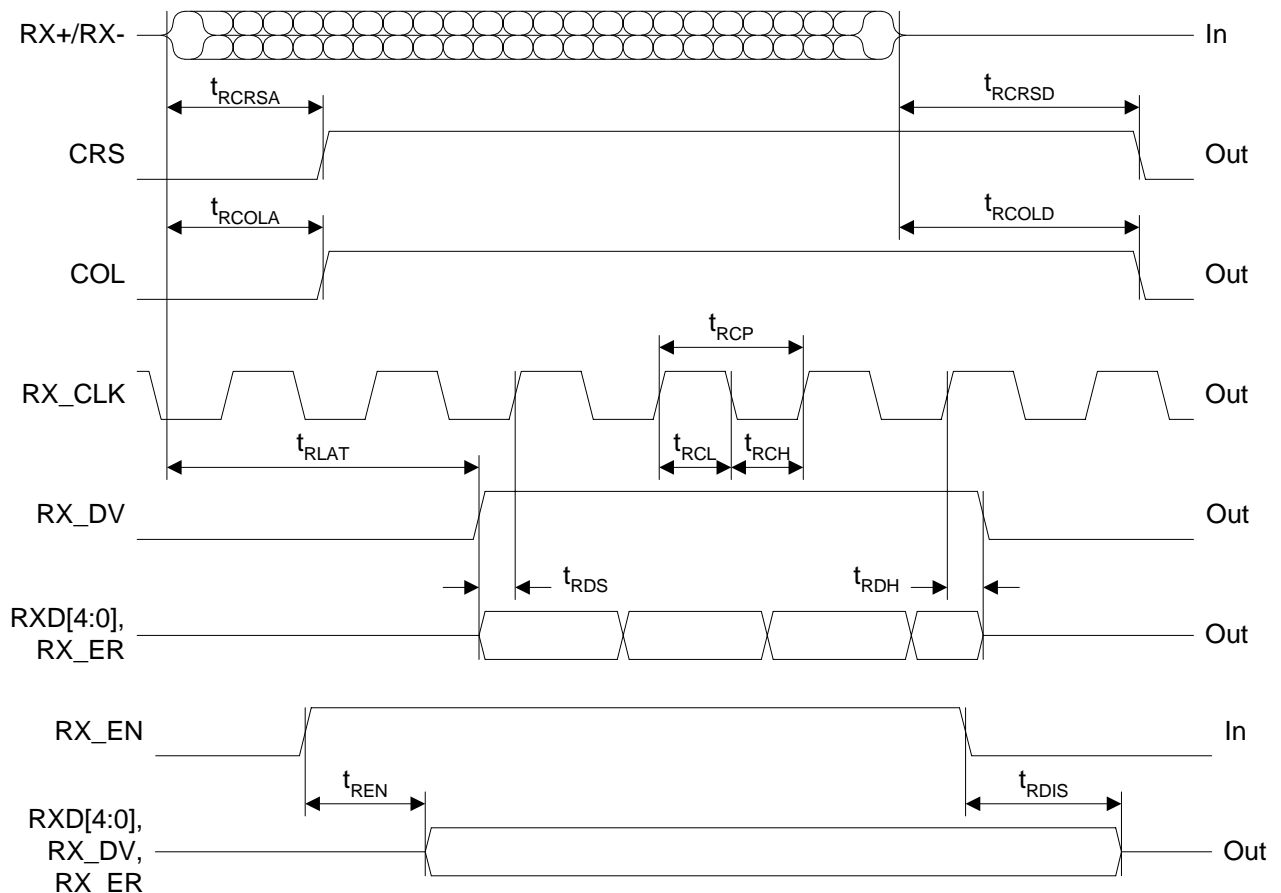 RX+/RX-
In
tRCRSA
tRCRSD
CRS
Out
tRCOLA
tRCOLD
COL
Out
tRCP
RX_CLK
Out
tRLAT
tRCL
tRCH
RX_DV
Out
tRDS
tRDH
RXD[4:0],
RX_ER
Out
RX_EN
In
tREN
tRDIS
RXD[4:0],
RX_DV,
RX_ER
Out